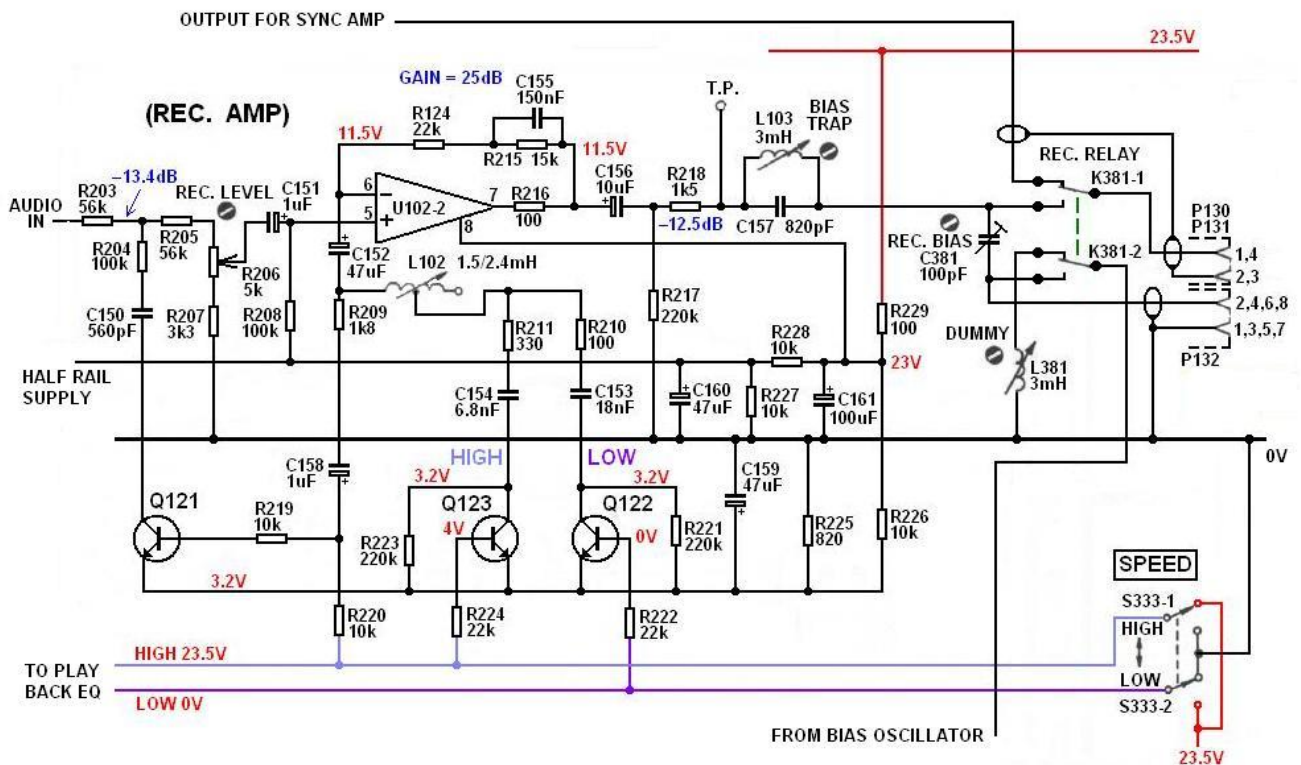 OUTPUT FOR SYNC AMP
23.5V
GAIN = 25dB
C155
150nF
T.P.
BIAS
TRAP
(REC. AMP)
R124
22k
L103
3mH
11.5V
R215
15k
11.5V
REC. RELAY
–13.4dB
C156
10uF
R218
1k5
K381-1
R203
56k
REC. LEVEL
C151
1uF
6
5
7
8
U102-2
R216
100
P130
P131
AUDIO
IN
–12.5dB
C157
820pF
R205
56k
REC. BIAS
C381
100pF
K381-2
1,4
R204
100k
C152
47uF
L102
1.5/2.4mH
2,3
R206
5k
2,4,6,8
C150
560pF
R207
3k3
R208
100k
R209
1k8
R211
330
R210
100
R217
220k
R228
10k
R229
100
DUMMY
1,3,5,7
P132
HALF RAIL
SUPPLY
23V
L381
3mH
C154
6.8nF
C153
18nF
C160
47uF
R227
10k
C161
100uF
HIGH
LOW
0V
C158
1uF
3.2V
3.2V
C159
47uF
Q121
R219
10k
Q123
Q122
4V
0V
R223
220k
R221
220k
R225
820
R226
10k
3.2V
SPEED
R220
10k
R224
22k
R222
22k
S333-1
HIGH
TO PLAY
BACK EQ
HIGH 23.5V
LOW
LOW 0V
S333-2
FROM BIAS OSCILLATOR
23.5V